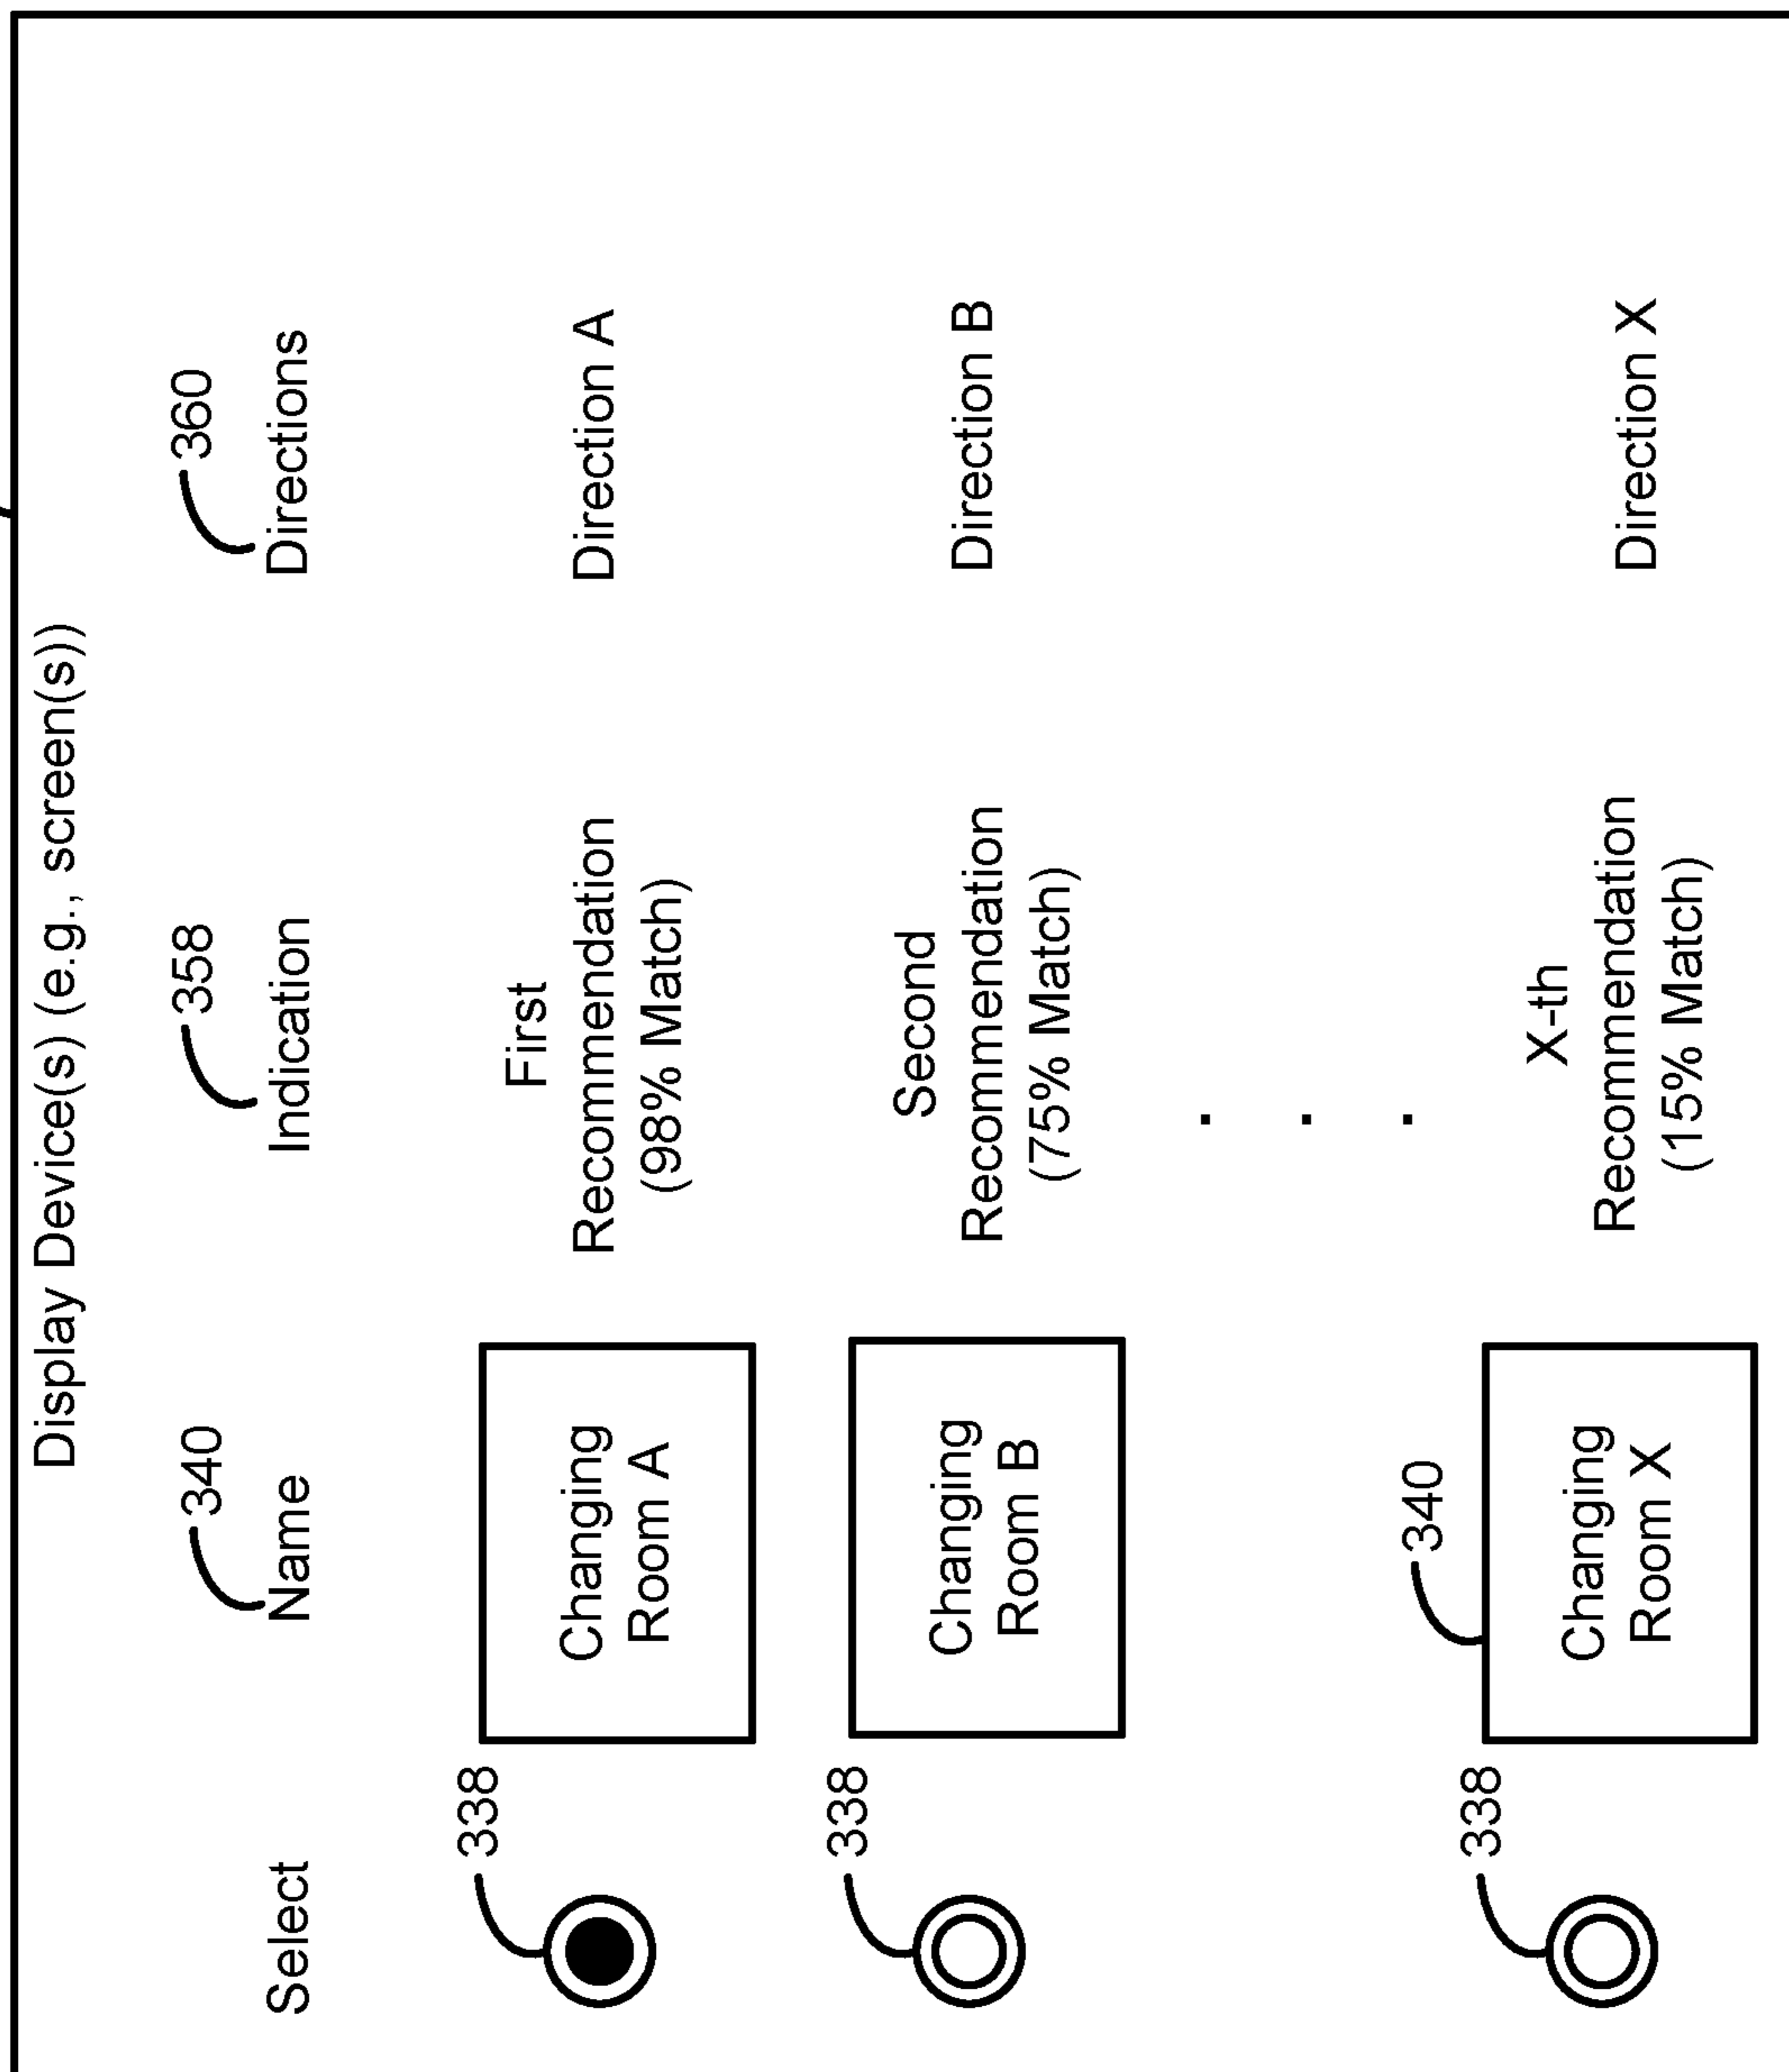 Display Device(s) (e.g., screen(s))
340
358
360
Select
Name
Indication
Directions
338
Changing
Room A
First
Recommendation
(98% Match)
Direction A
338
Changing
Room B
Second
Recommendation
(75% Match)
Direction B
.
.
.
338
340
Changing
Room X
X-th
Recommendation
(15% Match)
Direction X